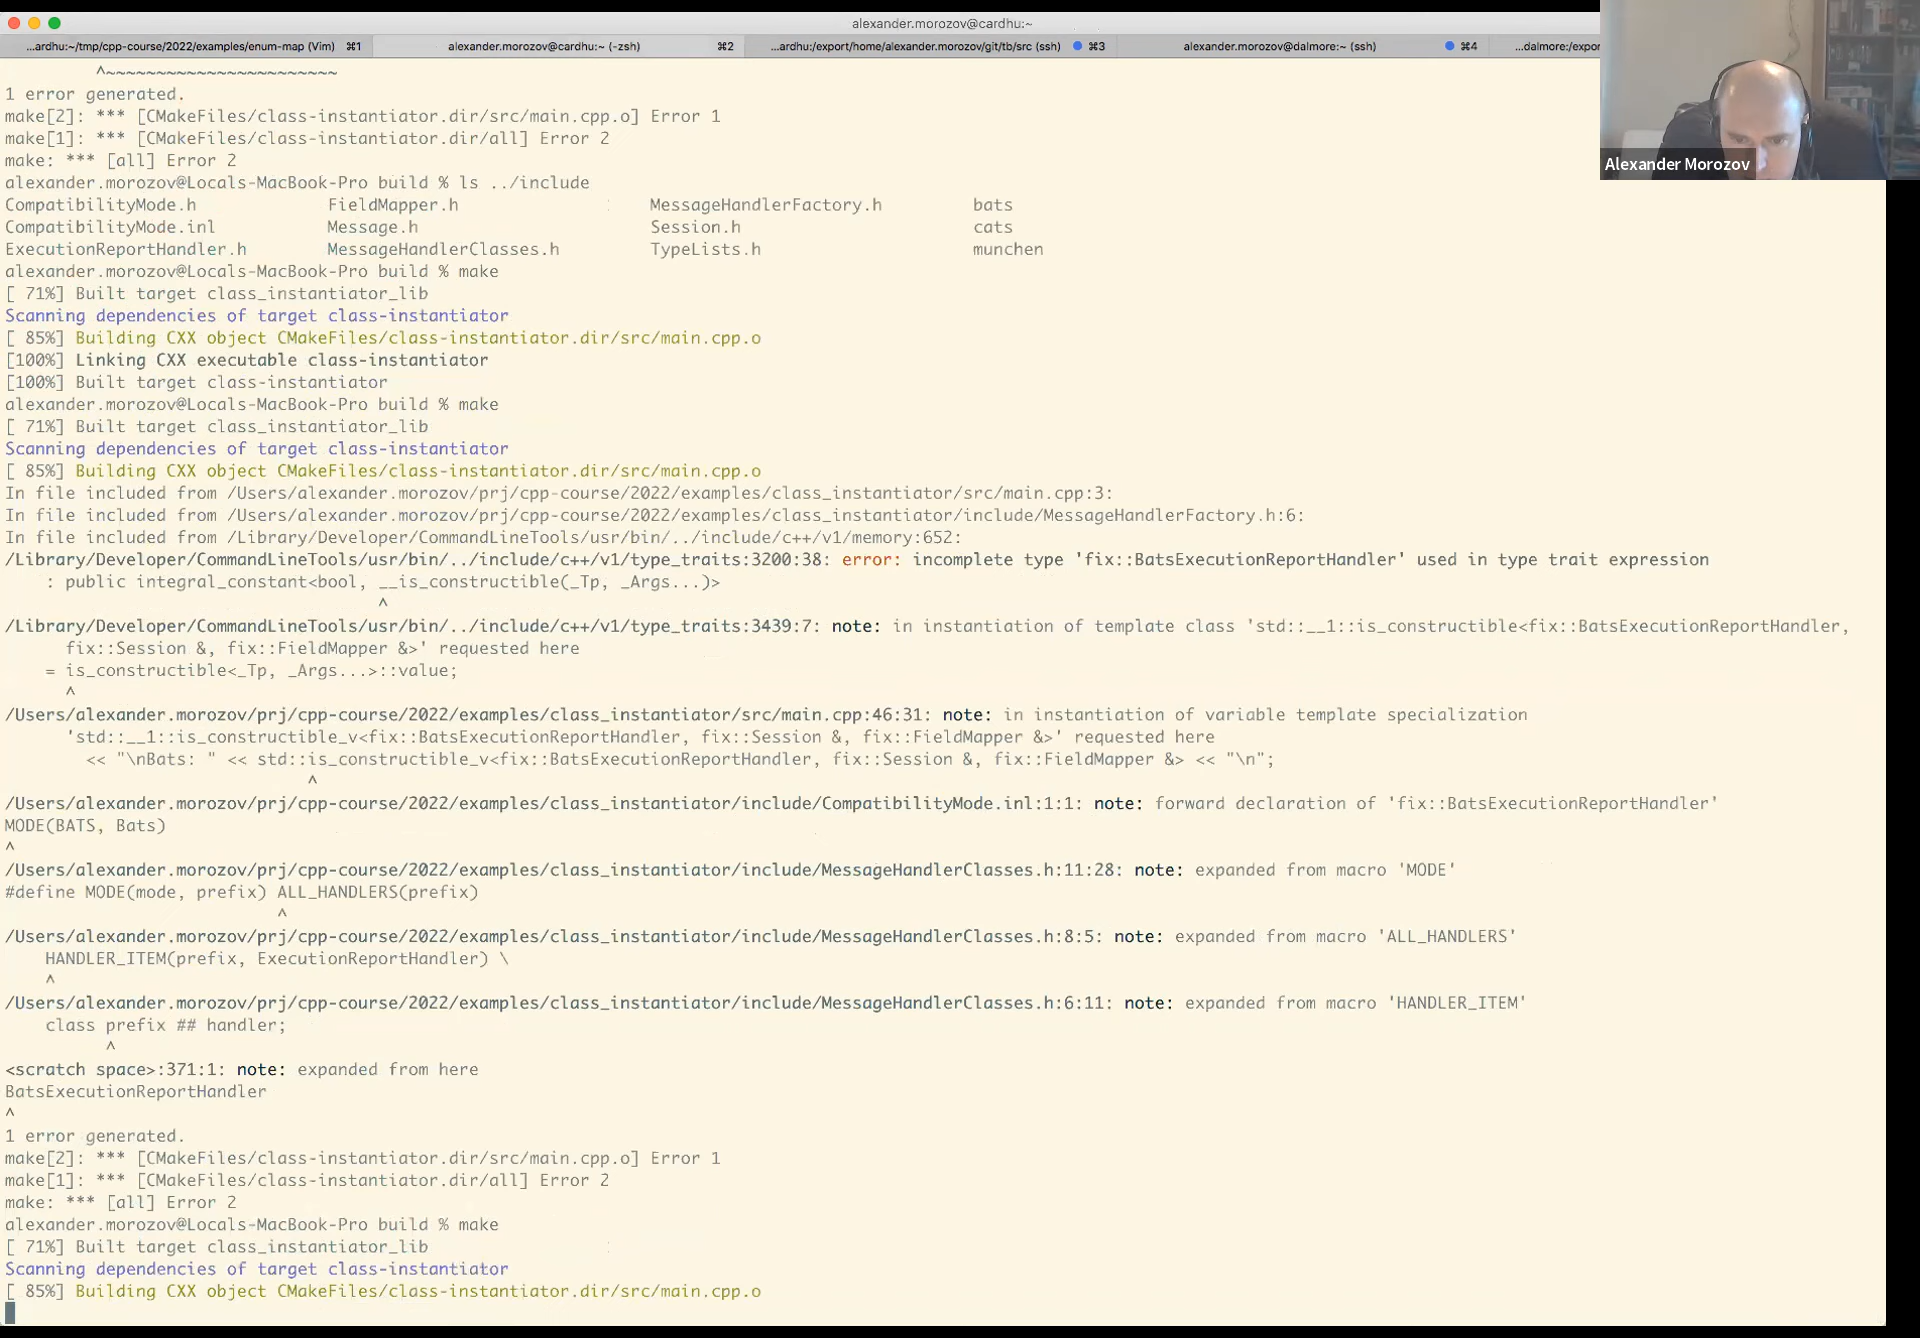 alexander.morozov@cardhu:~
...ardhu:~/tmp/cpp-course/2022/examples/enum-map (Vim) ⌘1 alexander.morozov@cardhu:~ (-zsh) ⌘2 ...ardhu:/export/home/alexander.morozov/git/tb/src (ssh) ⌘3 alexander.morozov@dalmore:~ (ssh) ⌘4 ...dalmore:/expor
^~~~~~~~~~~~~~~~~~~~~~~~
1 error generated.
make[2]: *** [CMakeFiles/class-instantiator.dir/src/main.cpp.o] Error 1
make[1]: *** [CMakeFiles/class-instantiator.dir/all] Error 2
make: *** [all] Error 2
alexander.morozov@Locals-MacBook-Pro build % ls ../include
CompatibilityMode.h FieldMapper.h MessageHandlerFactory.h bats
CompatibilityMode.inl Message.h Session.h cats
ExecutionReportHandler.h MessageHandlerClasses.h TypeLists.h munchen
alexander.morozov@Locals-MacBook-Pro build % make
[ 71%] Built target class_instantiator_lib
Scanning dependencies of target class-instantiator
[ 85%] Building CXX object CMakeFiles/class-instantiator.dir/src/main.cpp.o
[100%] Linking CXX executable class-instantiator
[100%] Built target class-instantiator
alexander.morozov@Locals-MacBook-Pro build % make
[ 71%] Built target class_instantiator_lib
Scanning dependencies of target class-instantiator
[ 85%] Building CXX object CMakeFiles/class-instantiator.dir/src/main.cpp.o
In file included from /Users/alexander.morozov/prj/cpp-course/2022/examples/class_instantiator/src/main.cpp:3:
In file included from /Users/alexander.morozov/prj/cpp-course/2022/examples/class_instantiator/include/MessageHandlerFactory.h:6:
In file included from /Library/Developer/CommandLineTools/usr/bin/../include/c++/v1/memory:652:
/Library/Developer/CommandLineTools/usr/bin/../include/c++/v1/type_traits:3200:38: error: incomplete type 'fix::BatsExecutionReportHandler' used in type trait expression
: public integral_constant<bool, __is_constructible(_Tp, _Args...)>
^
/Library/Developer/CommandLineTools/usr/bin/../include/c++/v1/type_traits:3439:7: note: in instantiation of template class 'std::__1::is_constructible<fix::BatsExecutionReportHandler,
fix::Session &, fix::FieldMapper &>' requested here
= is_constructible<_Tp, _Args...>::value;
^
/Users/alexander.morozov/prj/cpp-course/2022/examples/class_instantiator/src/main.cpp:46:31: note: in instantiation of variable template specialization
'std::__1::is_constructible_v<fix::BatsExecutionReportHandler, fix::Session &, fix::FieldMapper &>' requested here
<< "\nBats: " << std::is_constructible_v<fix::BatsExecutionReportHandler, fix::Session &, fix::FieldMapper &> << "\n";
^
/Users/alexander.morozov/prj/cpp-course/2022/examples/class_instantiator/include/CompatibilityMode.inl:1:1: note: forward declaration of 'fix::BatsExecutionReportHandler'
MODE(BATS, Bats)
^
/Users/alexander.morozov/prj/cpp-course/2022/examples/class_instantiator/include/MessageHandlerClasses.h:11:28: note: expanded from macro 'MODE'
#define MODE(mode, prefix) ALL_HANDLERS(prefix)
^
/Users/alexander.morozov/prj/cpp-course/2022/examples/class_instantiator/include/MessageHandlerClasses.h:8:5: note: expanded from macro 'ALL_HANDLERS'
HANDLER_ITEM(prefix, ExecutionReportHandler) \
^
/Users/alexander.morozov/prj/cpp-course/2022/examples/class_instantiator/include/MessageHandlerClasses.h:6:11: note: expanded from macro 'HANDLER_ITEM'
class prefix ## handler;
^
<scratch space>:371:1: note: expanded from here
BatsExecutionReportHandler
^
1 error generated.
make[2]: *** [CMakeFiles/class-instantiator.dir/src/main.cpp.o] Error 1
make[1]: *** [CMakeFiles/class-instantiator.dir/all] Error 2
make: *** [all] Error 2
alexander.morozov@Locals-MacBook-Pro build % make
[ 71%] Built target class_instantiator_lib
Scanning dependencies of target class-instantiator
[ 85%] Building CXX object CMakeFiles/class-instantiator.dir/src/main.cpp.o
Alexander Morozov